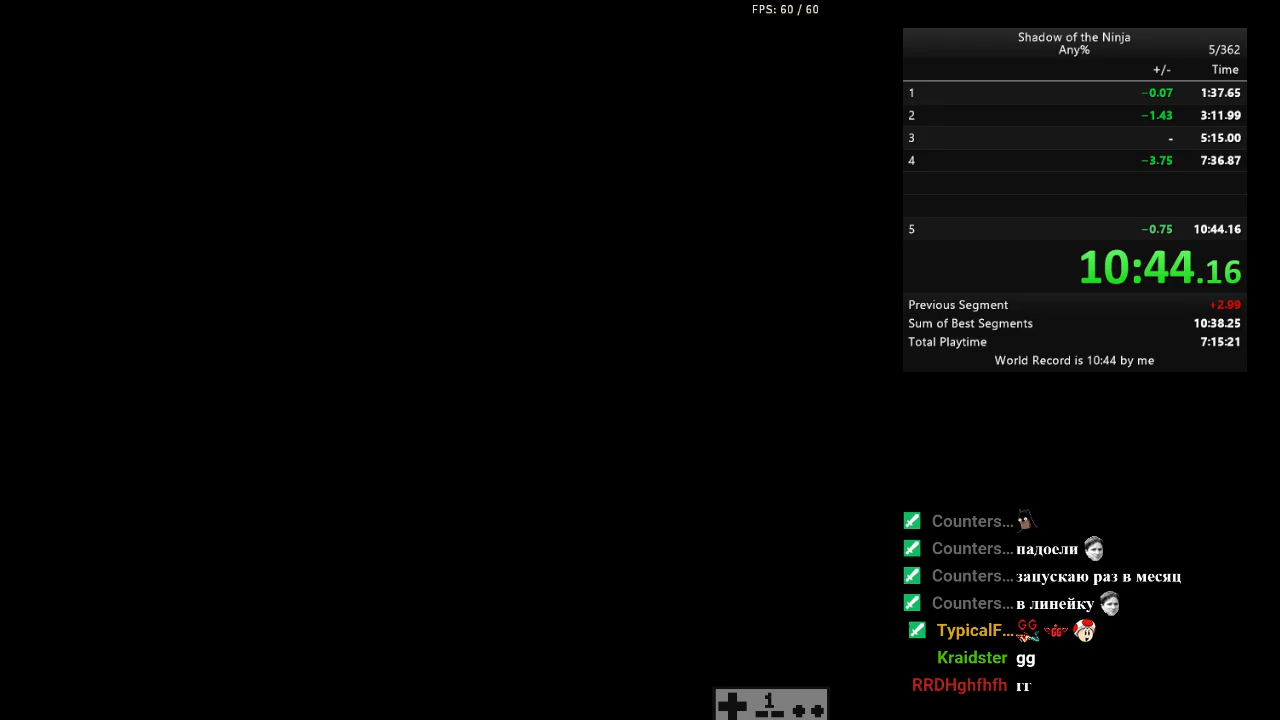 FPS: 60 / 60
Shadow of the Ninja
Any% 5/362
+/- Time
1 -0.07 1:37.65
2 -1.43 3:11.99
3 - 5:15.00
4 -3.75 7:36.87
5 -0.75 10:44.16
10:44.16
Previous Segment +2.99
Sum of Best Segments 10:38.25
Total Playtime 7:15:21
World Record is 10:44 by me
Counters...
Counters... падоели
Counters... запускаю раз в месяц
Counters... в линейку
TypicalF... GG GG
Kraidster gg
RRDHghfhfh гг
1